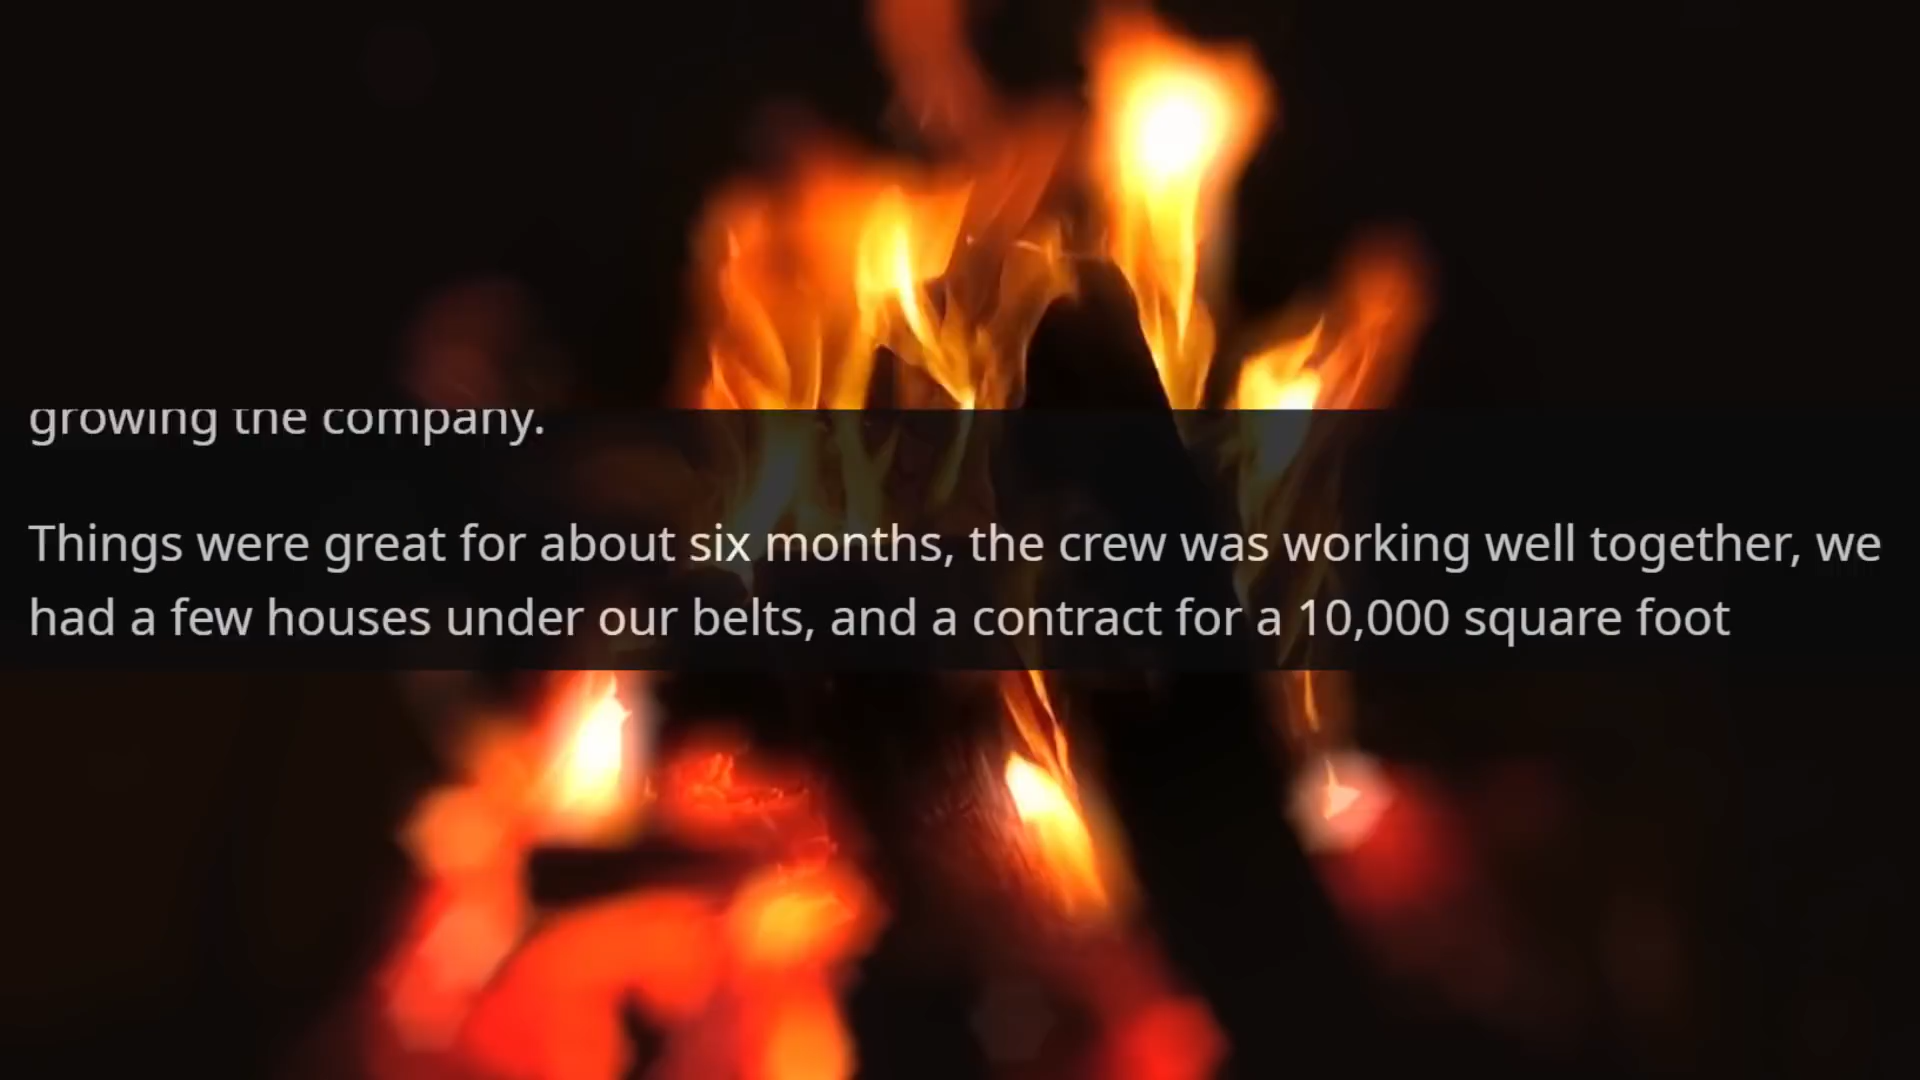 growing the company.
Things were great for about six months, the crew was working well together, we
had a few houses under our belts, and a contract for a 10,000 square foot